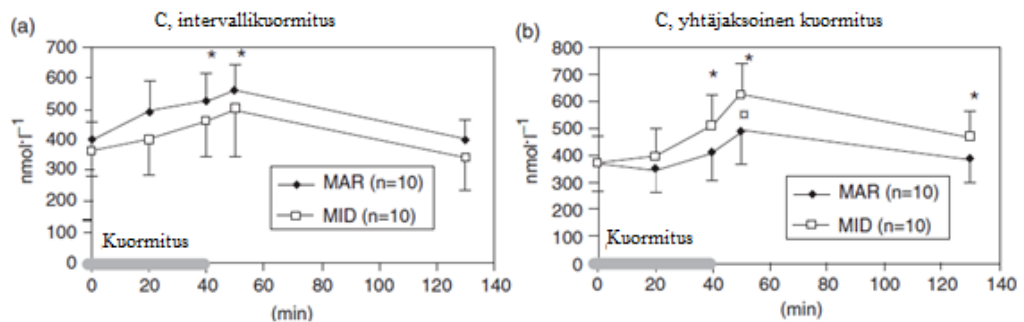 (a)
C, intervallikuormitus
700
600
500
400
300
200
100
0
nmol·l⁻¹
*
*
MAR (n=10)
MID (n=10)
Kuormitus
0 20 40 60 80 100 120 140
(min)
(b)
C, yhtäjaksoinen kuormitus
800
700
600
500
400
300
200
100
0
nmol·l⁻¹
*
*
*
MAR (n=10)
MID (n=10)
Kuormitus
0 20 40 60 80 100 120 140
(min)